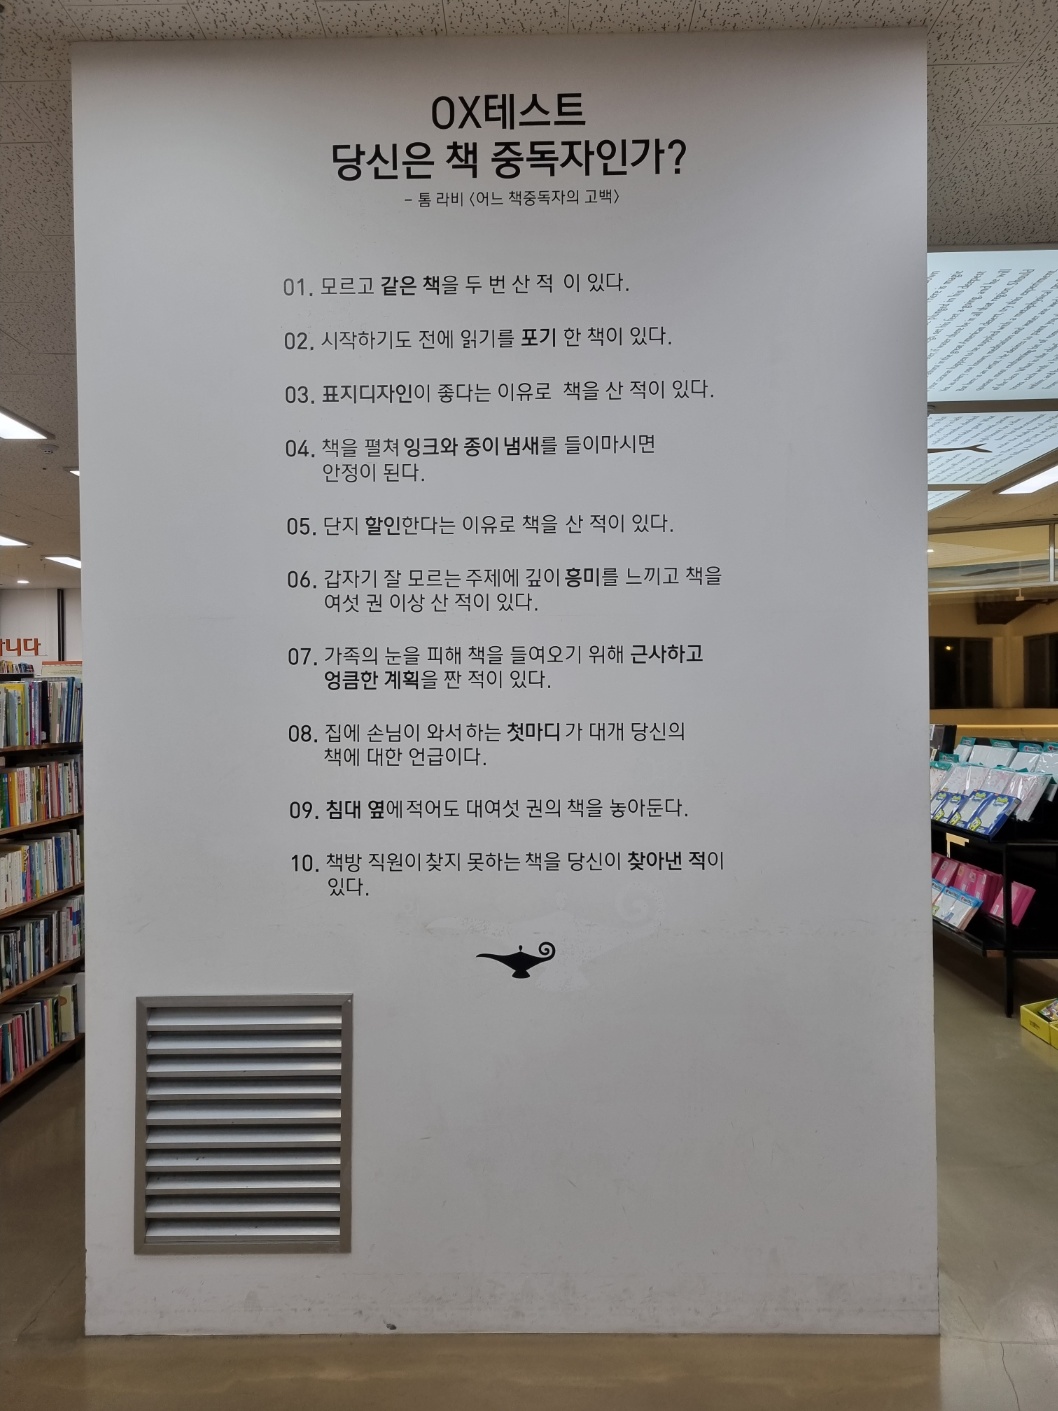 OX테스트
당신은 책 중독자인가?
- 톰 라비 〈어느 책중독자의 고백〉
01. 모르고 같은 책을 두 번 산 적 이 있다.
02. 시작하기도 전에 읽기를 포기 한 책이 있다.
03. 표지디자인이 좋다는 이유로 책을 산 적이 있다.
04. 책을 펼쳐 잉크와 종이 냄새를 들이마시면
안정이 된다.
05. 단지 할인한다는 이유로 책을 산 적이 있다.
06. 갑자기 잘 모르는 주제에 깊이 흥미를 느끼고 책을
여섯 권 이상 산 적이 있다.
07. 가족의 눈을 피해 책을 들여오기 위해 근사하고
엉큼한 계획을 짠 적이 있다.
08. 집에 손님이 와서 하는 첫마디 가 대개 당신의
책에 대한 언급이다.
09. 침대 옆에 적어도 대여섯 권의 책을 놓아둔다.
10. 책방 직원이 찾지 못하는 책을 당신이 찾아낸 적이
있다.
니다